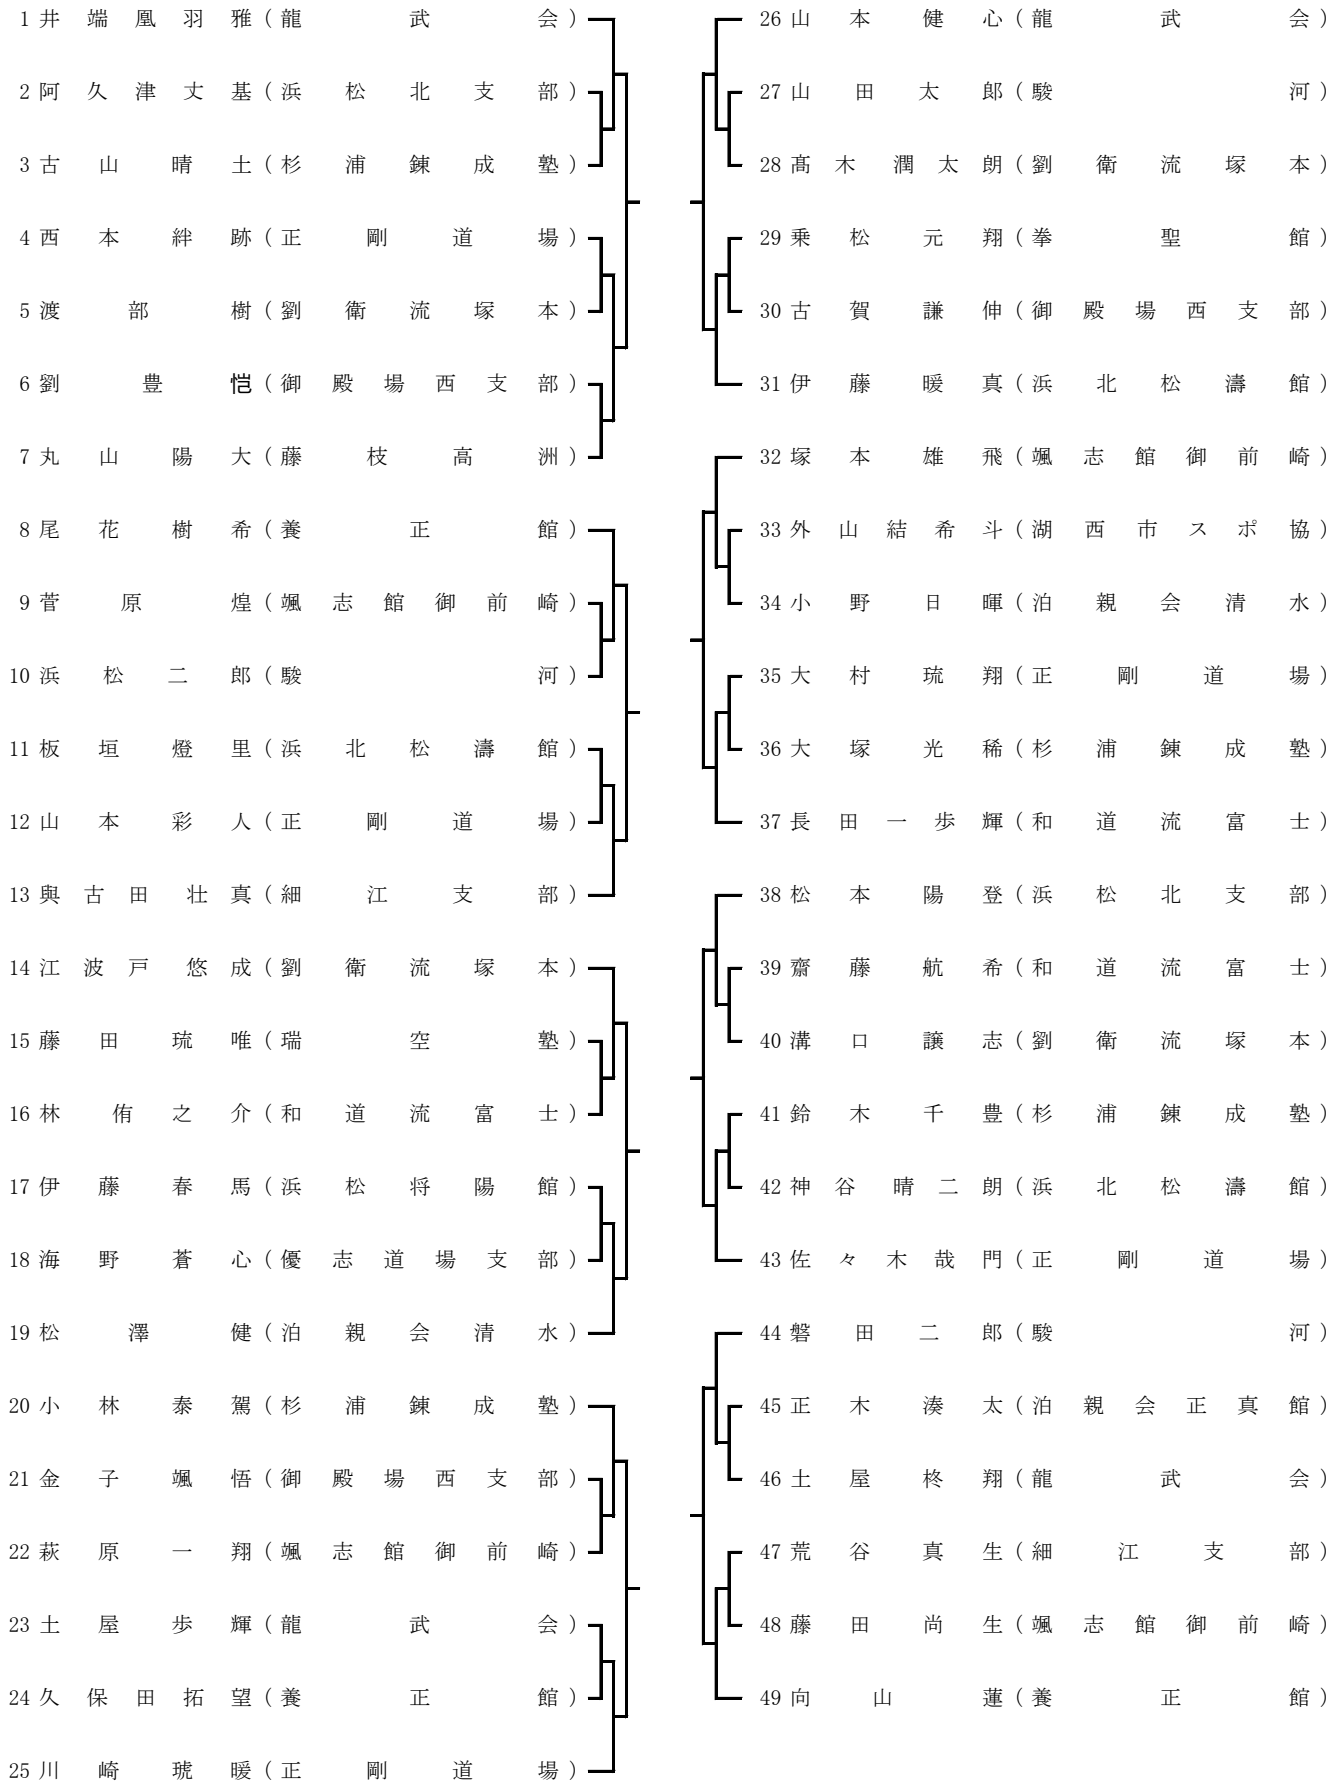 1 井端凰羽雅（龍武会）
2 阿久津丈基（浜松北支部）
3 古山晴土（杉浦錬成塾）
4 西本絆跡（正剛道場）
5 渡部樹（劉衛流塚本）
6 劉豊恺（御殿場西支部）
7 丸山陽大（藤枝高洲）
8 尾花樹希（養正館）
9 菅原煌（颯志館御前崎）
10 浜松二郎（駿河）
11 板垣燈里（浜北松濤館）
12 山本彩人（正剛道場）
13 與古田壮真（細江支部）
14 江波戸悠成（劉衛流塚本）
15 藤田琉唯（瑞空塾）
16 林侑之介（和道流富士）
17 伊藤春馬（浜松将陽館）
18 海野蒼心（優志道場支部）
19 松澤健（泊親会清水）
20 小林泰駕（杉浦錬成塾）
21 金子颯悟（御殿場西支部）
22 萩原一翔（颯志館御前崎）
23 土屋歩輝（龍武会）
24 久保田拓望（養正館）
25 川崎琥暖（正剛道場）
26 山本健心（龍武会）
27 山田太郎（駿河）
28 髙木潤太朗（劉衛流塚本）
29 乗松元翔（拳聖館）
30 古賀謙伸（御殿場西支部）
31 伊藤暖真（浜北松濤館）
32 塚本雄飛（颯志館御前崎）
33 外山結希斗（湖西市スポ協）
34 小野日暉（泊親会清水）
35 大村琉翔（正剛道場）
36 大塚光稀（杉浦錬成塾）
37 長田一歩輝（和道流富士）
38 松本陽登（浜松北支部）
39 齋藤航希（和道流富士）
40 溝口譲志（劉衛流塚本）
41 鈴木千豊（杉浦錬成塾）
42 神谷晴二朗（浜北松濤館）
43 佐々木哉門（正剛道場）
44 磐田二郎（駿河）
45 正木湊太（泊親会正真館）
46 土屋柊翔（龍武会）
47 荒谷真生（細江支部）
48 藤田尚生（颯志館御前崎）
49 向山蓮（養正館）